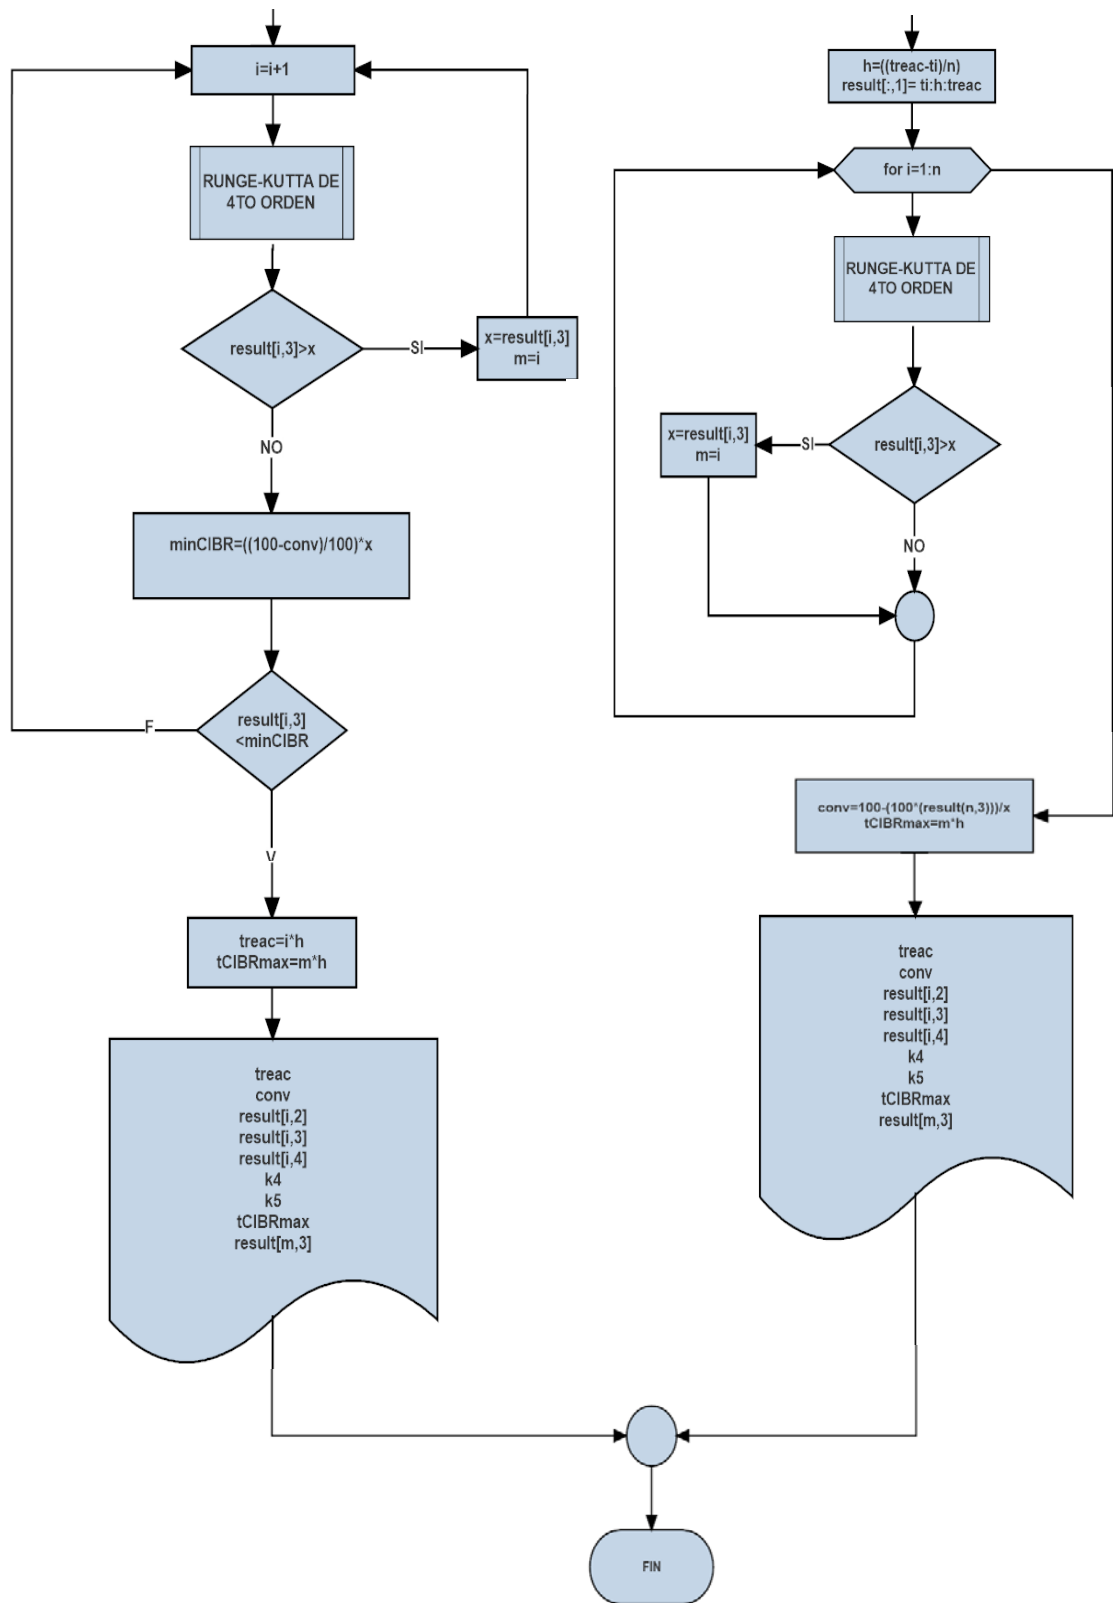 i=i+1
RUNGE-KUTTA DE
4TO ORDEN
result[i,3]>x
SI
x=result[i,3]
m=i
NO
minCIBR=((100-conv)/100)*x
result[i,3]
<minCIBR
F
V
treac=i*h
tCIBRmax=m*h
treac
conv
result[i,2]
result[i,3]
result[i,4]
k4
k5
tCIBRmax
result[m,3]
h=((treac-ti)/n)
result[:,1]= ti:h:treac
for i=1:n
RUNGE-KUTTA DE
4TO ORDEN
result[i,3]>x
SI
x=result[i,3]
m=i
NO
conv=100-(100*(result(n,3)))/x
tCIBRmax=m*h
treac
conv
result[i,2]
result[i,3]
result[i,4]
k4
k5
tCIBRmax
result[m,3]
FIN